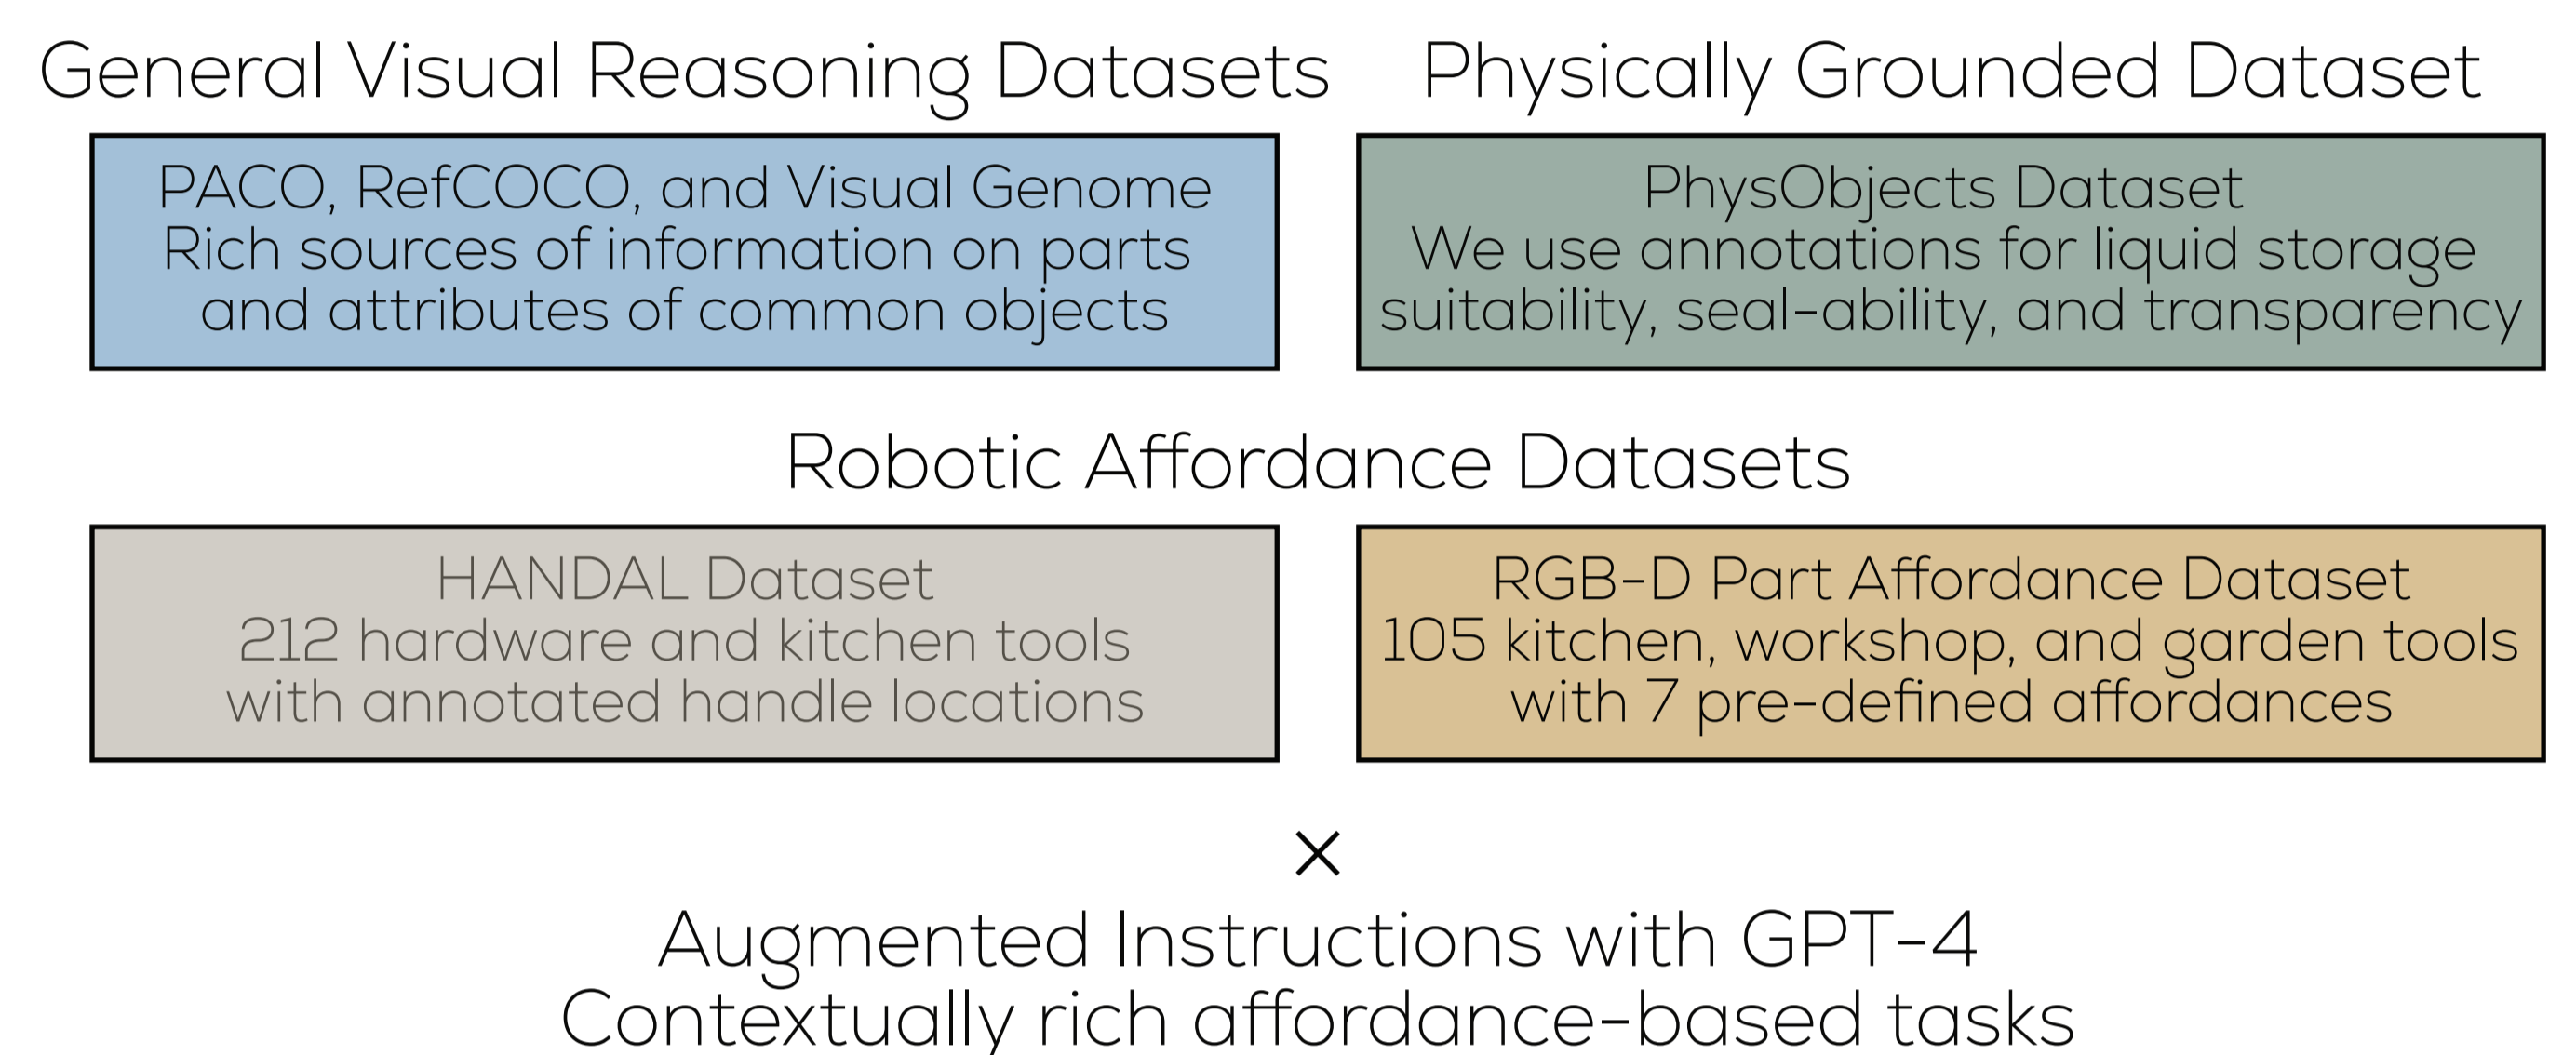 General Visual Reasoning Datasets
PACO, RefCOCO, and Visual Genome
Rich sources of information on parts
and attributes of common objects
Physically Grounded Dataset
PhysObjects Dataset
We use annotations for liquid storage
suitability, seal-ability, and transparency
Robotic Affordance Datasets
HANDAL Dataset
212 hardware and kitchen tools
with annotated handle locations
RGB-D Part Affordance Dataset
105 kitchen, workshop, and garden tools
with 7 pre-defined affordances
×
Augmented Instructions with GPT-4
Contextually rich affordance-based tasks